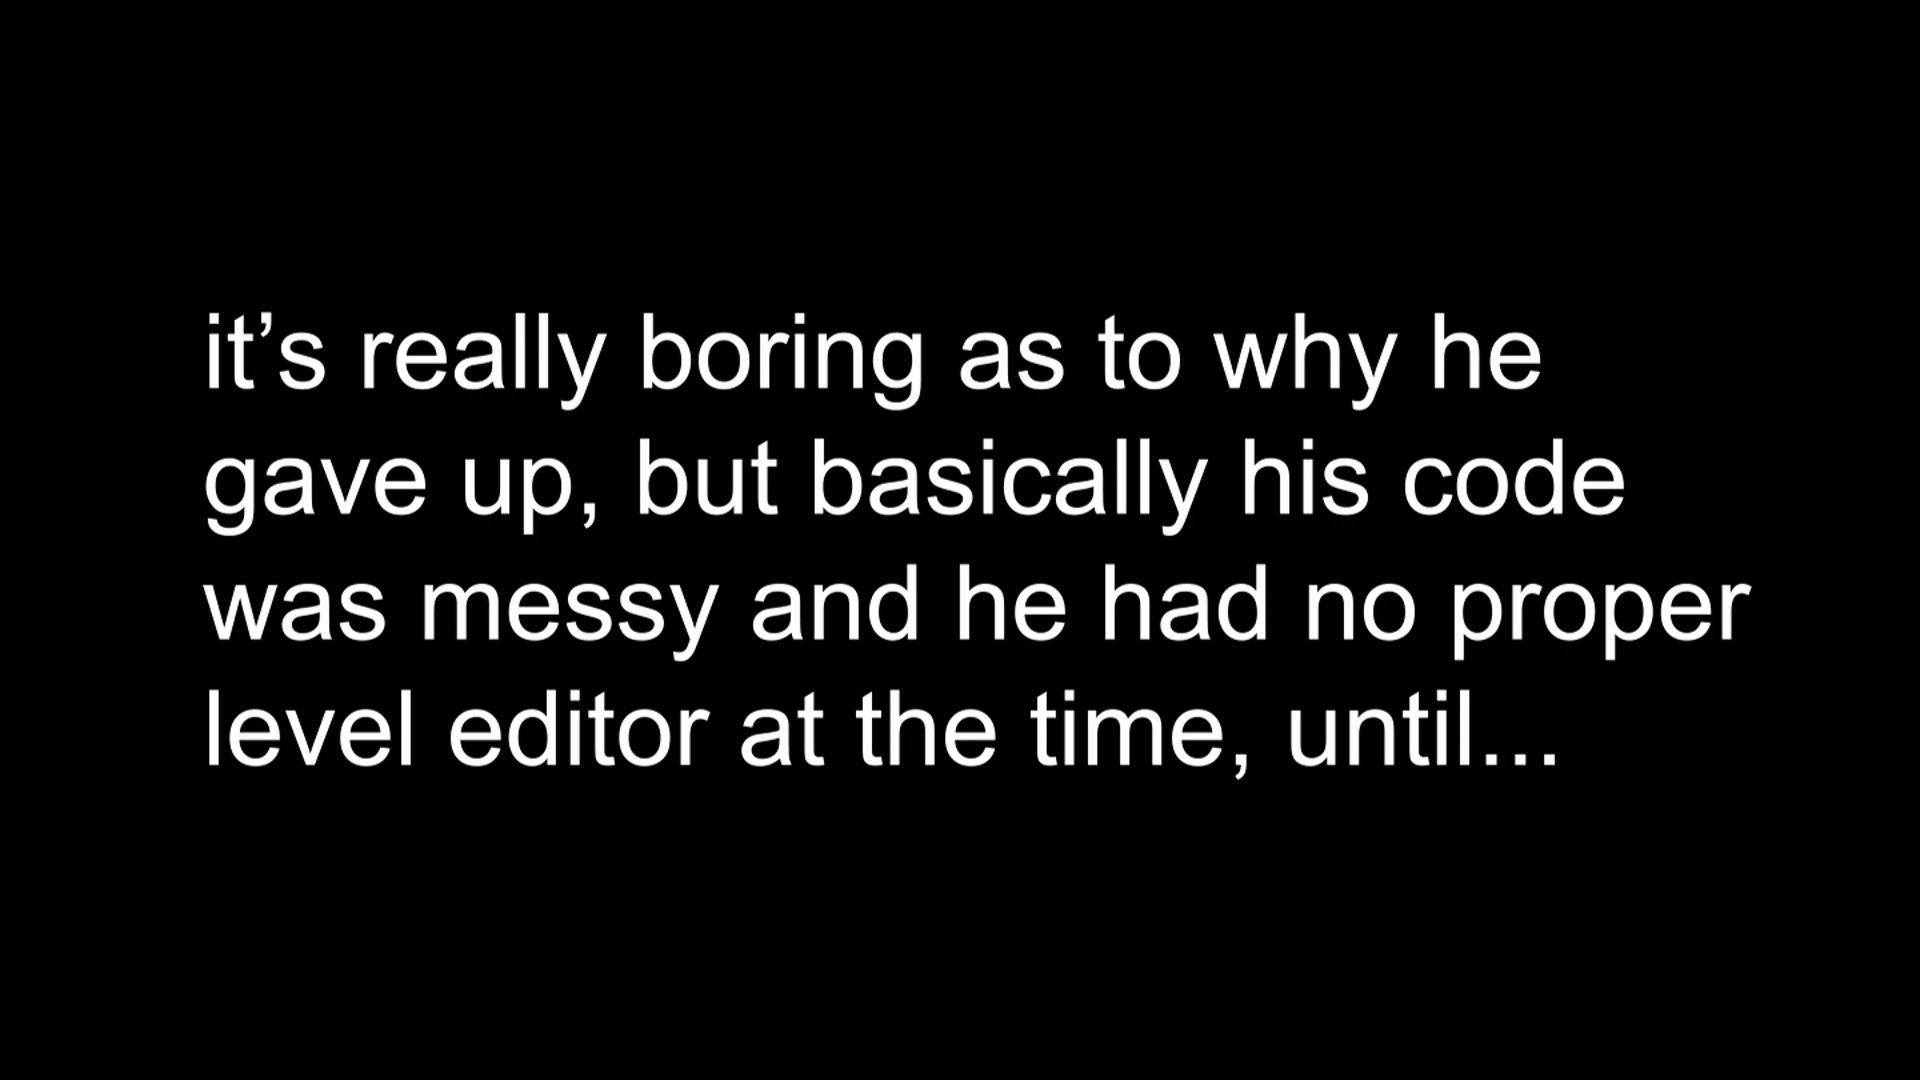 it’s really boring as to why he
gave up, but basically his code
was messy and he had no proper
level editor at the time, until...